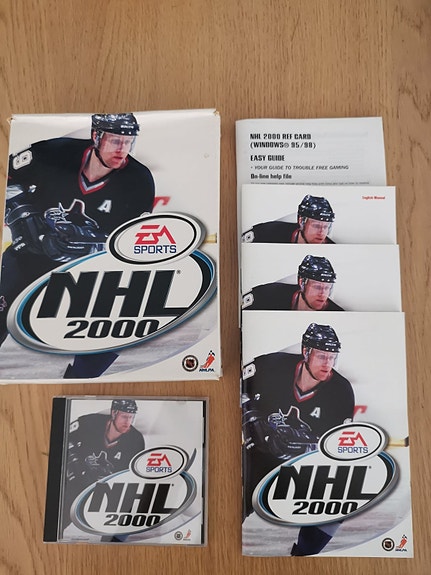 A
EA
SPORTS
NHL
2000
NHLPA
NHL 2000 REF CARD
(WINDOWS® 95/98)
EASY GUIDE
• YOUR GUIDE TO TROUBLE FREE GAMING
On-line help file
English Manual
A
EA
SPORTS
NHL
2000
A
EA
SPORTS
NHL
2000